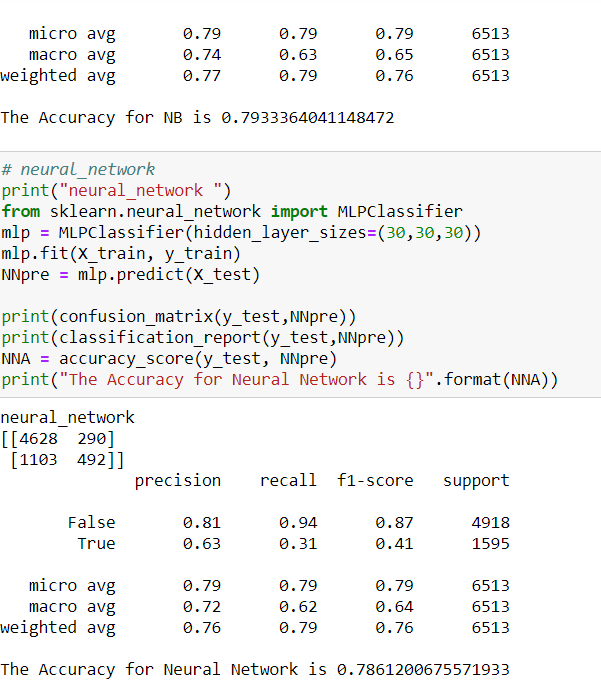 micro avg 0.79 0.79 0.79 6513
macro avg 0.74 0.63 0.65 6513
weighted avg 0.77 0.79 0.76 6513
The Accuracy for NB is 0.7933364041148472
# neural_network
print("neural_network ")
from sklearn.neural_network import MLPClassifier
mlp = MLPClassifier(hidden_layer_sizes=(30,30,30))
mlp.fit(X_train, y_train)
NNpre = mlp.predict(X_test)
print(confusion_matrix(y_test,NNpre))
print(classification_report(y_test,NNpre))
NNA = accuracy_score(y_test, NNpre)
print("The Accuracy for Neural Network is {}".format(NNA))
neural_network
[[4628 290]
[1103 492]]
precision recall f1-score support
False 0.81 0.94 0.87 4918
True 0.63 0.31 0.41 1595
micro avg 0.79 0.79 0.79 6513
macro avg 0.72 0.62 0.64 6513
weighted avg 0.76 0.79 0.76 6513
The Accuracy for Neural Network is 0.7861200675571933